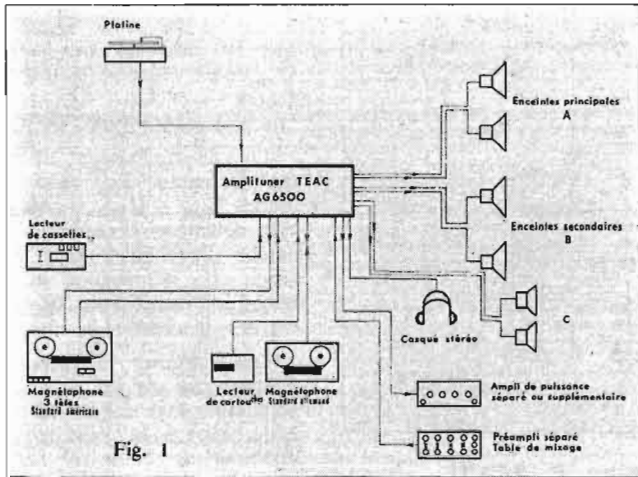 Platine
Enceintes principales
A
Amplituner TEAC
AG6500
Lecteur
de cassettes
Enceintes secondaires
B
C
Casque stéréo
Magnétophone
3 têtes
Standard américain
Lecteur
de cartouches
Magnétophone
Standard allemand
Ampli de puissance
séparé ou supplémentaire
Préampli séparé
Table de mixage
Fig. 1